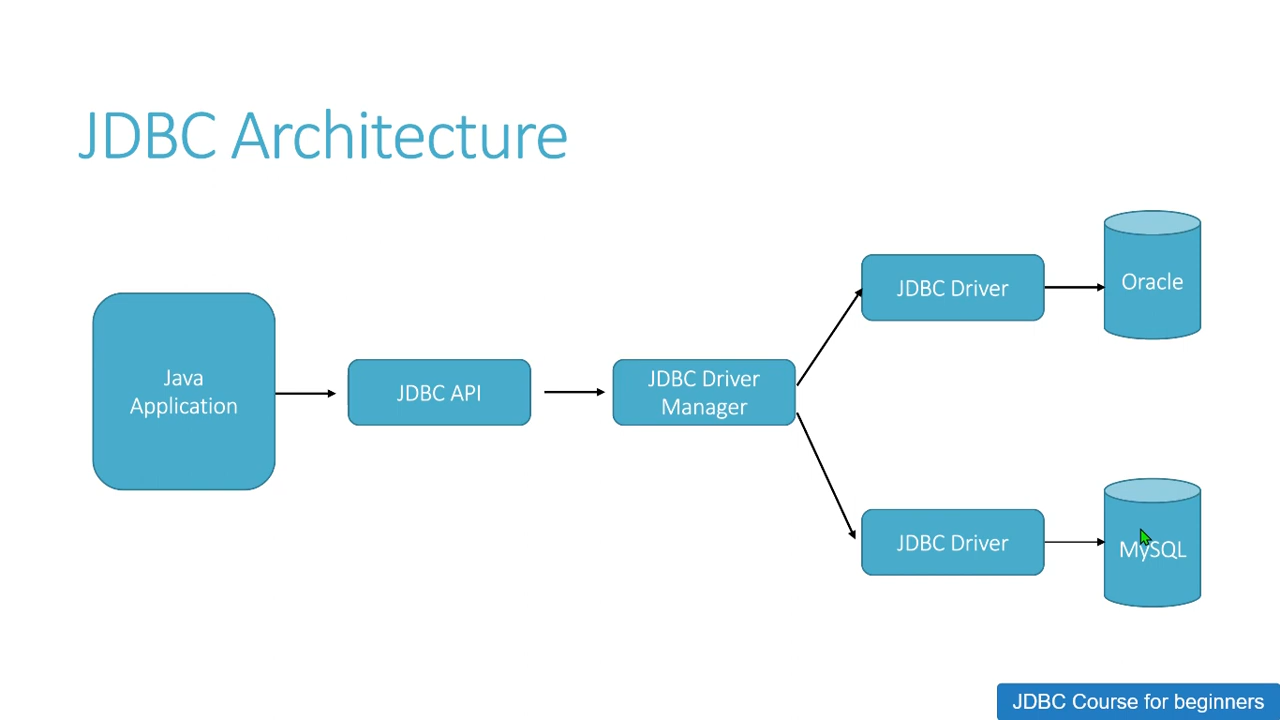 JDBC Architecture
Java
Application
JDBC API
JDBC Driver
Manager
JDBC Driver
Oracle
JDBC Driver
MySQL
JDBC Course for beginners